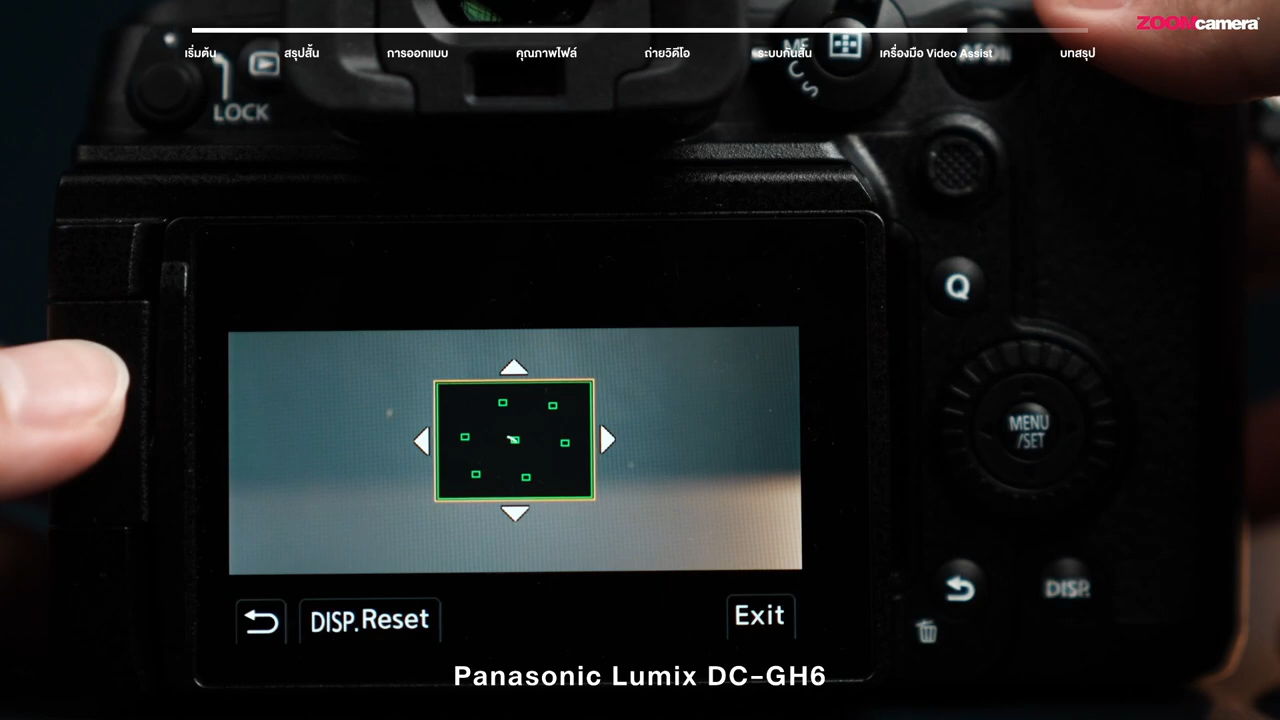 ZOOMcamera
เริ่มต้น
สรุปสั้น
การออกแบบ
คุณภาพไฟล์
ถ่ายวิดีโอ
ระบบกันสั่น
เครื่องมือ Video Assist
บทสรุป
LOCK
C
S
Q
MENU
/SET
DISP.
DISP.Reset
Exit
Panasonic Lumix DC-GH6